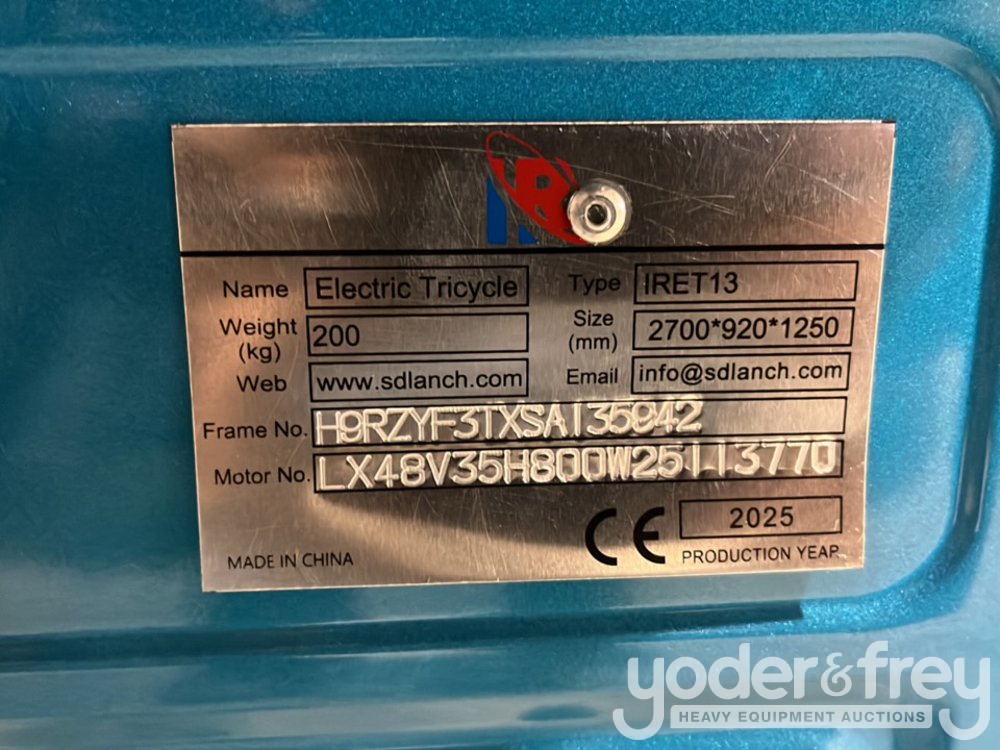 Name Electric Tricycle Type IRET13
Weight (kg) 200 Size (mm) 2700*920*1250
Web www.sdlanch.com Email info@sdlanch.com
Frame No. H9RZYF3TXSA135942
Motor No. LX48V35H800W25113770
CE 2025
MADE IN CHINA PRODUCTION YEAR
yoder&frey
HEAVY EQUIPMENT AUCTIONS